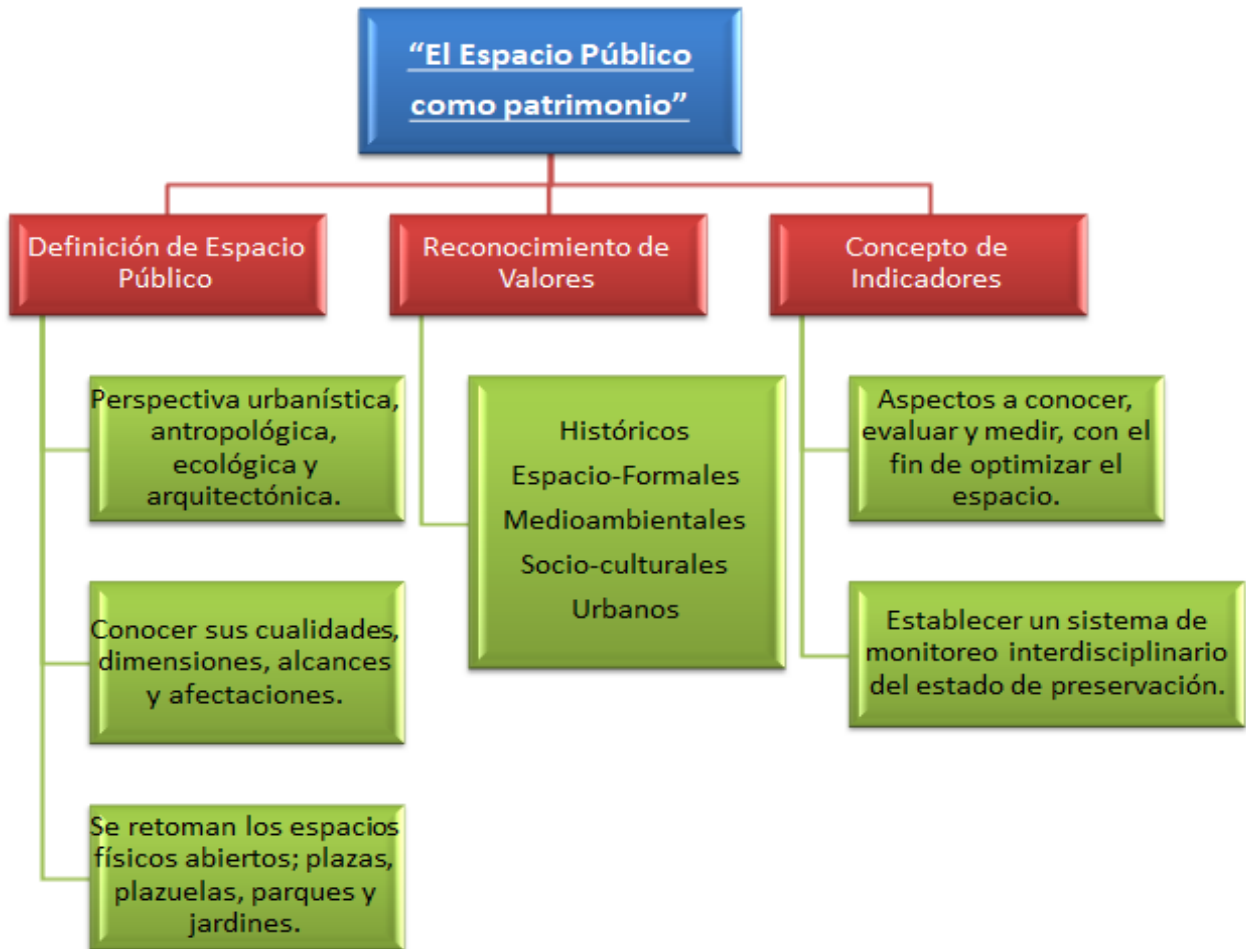 “El Espacio Público
como patrimonio”
Definición de Espacio
Público
Perspectiva urbanística,
antropológica,
ecológica y
arquitectónica.
Conocer sus cualidades,
dimensiones, alcances
y afectaciones.
Se retoman los espacios
físicos abiertos; plazas,
plazuelas, parques y
jardines.
Reconocimiento de
Valores
Históricos
Espacio-Formales
Medioambientales
Socio-culturales
Urbanos
Concepto de
Indicadores
Aspectos a conocer,
evaluar y medir, con el
fin de optimizar el
espacio.
Establecer un sistema de
monitoreo interdisciplinario
del estado de preservación.